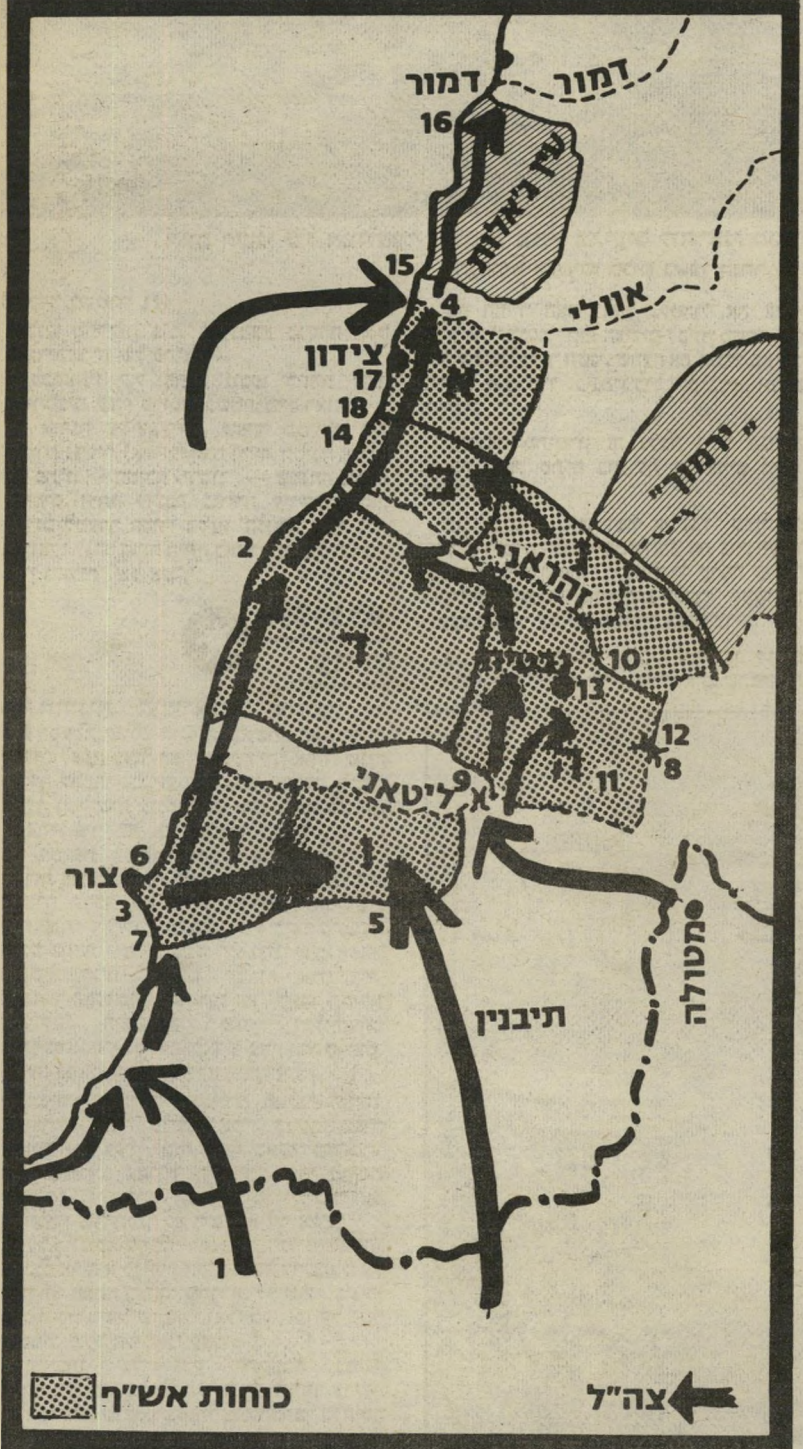 דמור דמור
16
עין ג'אלות
15
4
אוולי
צידון
17
א
18
14
ב
"ירמוך"
2
ג
זהראני
ד
נבטיה
10
13
12
8
ה
11
9
ליטאני
6
צור
ז
ו
3
7
5
מטולה
תיבנין
1
כוחות אש"ף
צה"ל